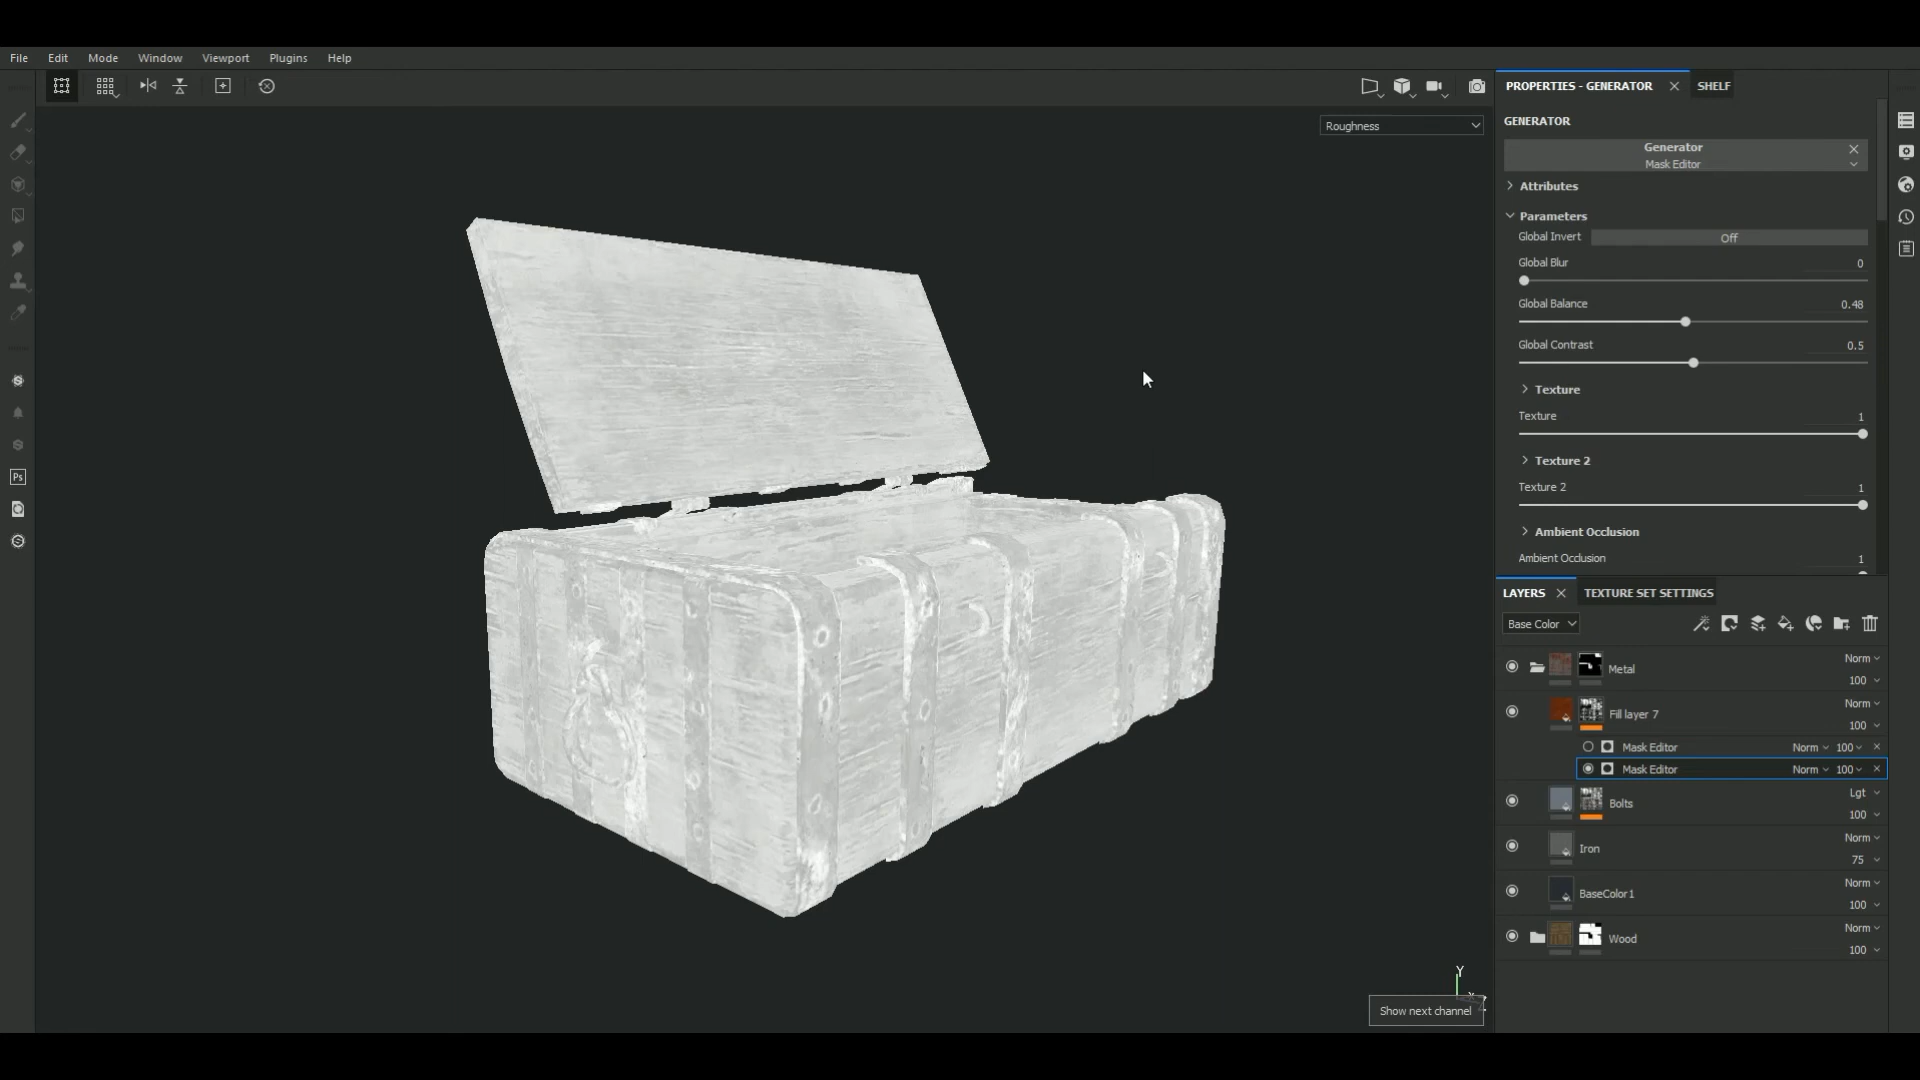 File Edit Mode Window Viewport Plugins Help
PROPERTIES - GENERATOR SHELF
Roughness
GENERATOR
Generator
Mask Editor
Attributes
Parameters
Global Invert Off
Global Blur 0
Global Balance 0.48
Global Contrast 0.5
Texture
Texture 1
Texture 2
Texture 2 1
Ambient Occlusion
Ambient Occlusion 1
LAYERS TEXTURE SET SETTINGS
Base Color
Metal Norm
100
Fill layer 7 Norm
100
Mask Editor Norm 100
Mask Editor Norm 100
Bolts Lgt
100
Iron Norm
75
BaseColor1 Norm
100
Wood Norm
100
Ps
Y
Show next channel